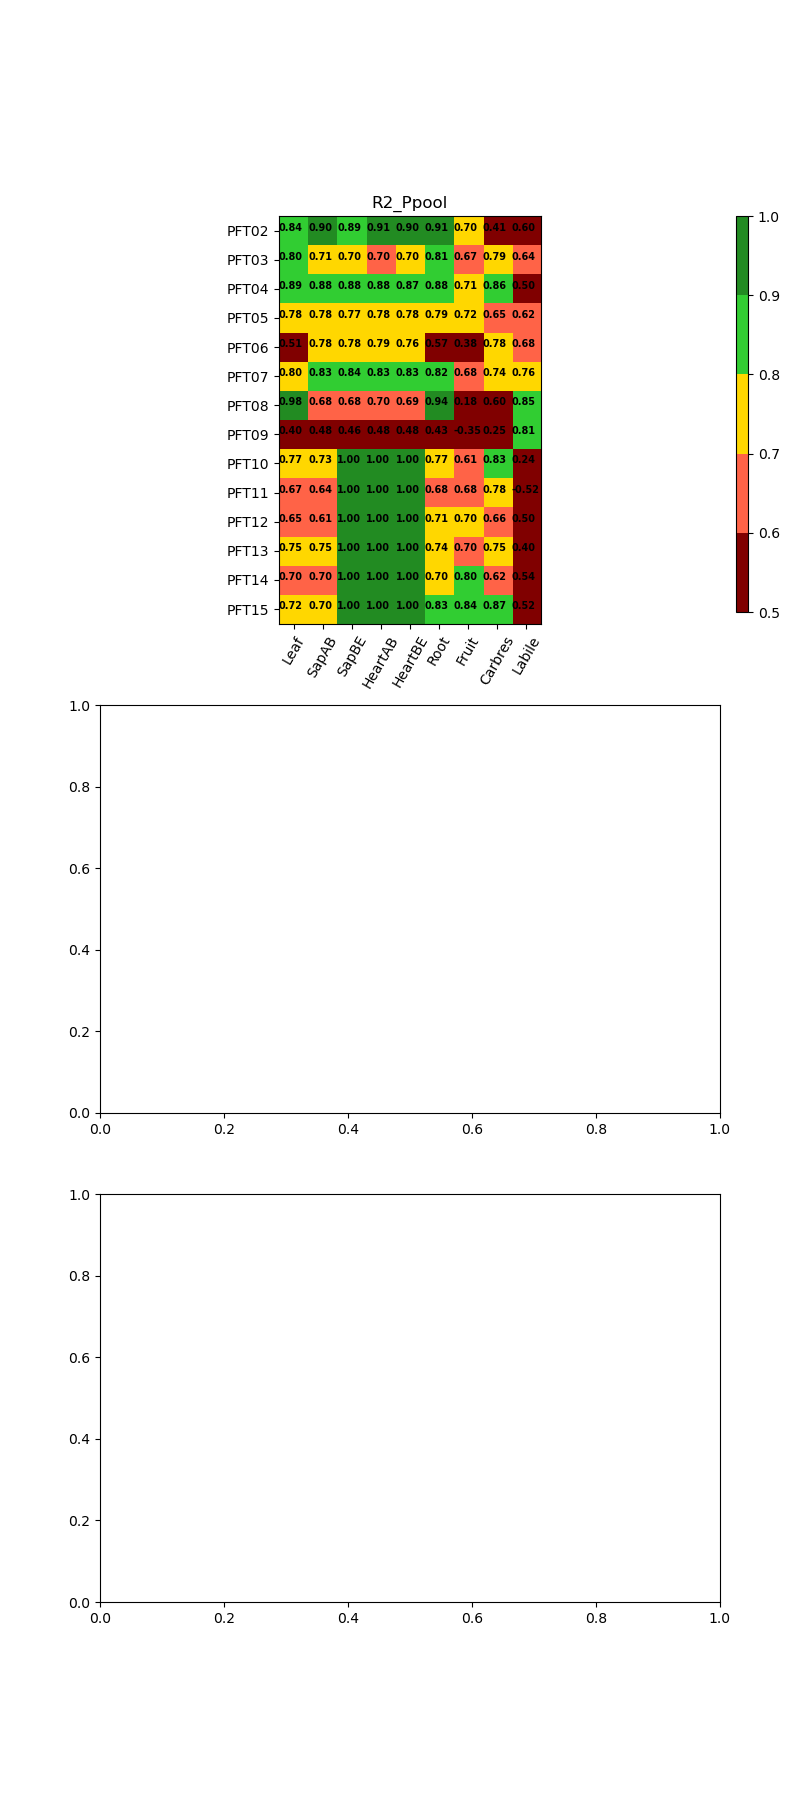 R2_Ppool
PFT02 0.84 0.90 0.89 0.91 0.90 0.91 0.70 0.41 0.60
PFT03 0.80 0.71 0.70 0.70 0.70 0.81 0.67 0.79 0.64
PFT04 0.89 0.88 0.88 0.88 0.87 0.88 0.71 0.86 0.50
PFT05 0.78 0.78 0.77 0.78 0.78 0.79 0.72 0.65 0.62
PFT06 0.51 0.78 0.78 0.79 0.76 0.57 0.38 0.78 0.68
PFT07 0.80 0.83 0.84 0.83 0.83 0.82 0.68 0.74 0.76
PFT08 0.98 0.68 0.68 0.70 0.69 0.94 0.18 0.60 0.85
PFT09 0.40 0.48 0.46 0.48 0.48 0.43 -0.35 0.25 0.81
PFT10 0.77 0.73 1.00 1.00 1.00 0.77 0.61 0.83 0.24
PFT11 0.67 0.64 1.00 1.00 1.00 0.68 0.68 0.78 -0.52
PFT12 0.65 0.61 1.00 1.00 1.00 0.71 0.70 0.66 0.50
PFT13 0.75 0.75 1.00 1.00 1.00 0.74 0.70 0.75 0.40
PFT14 0.70 0.70 1.00 1.00 1.00 0.70 0.80 0.62 0.54
PFT15 0.72 0.70 1.00 1.00 1.00 0.83 0.84 0.87 0.52
Leaf SapAB SapBE HeartAB HeartBE Root Fruit Carbres Labile
1.0
0.9
0.8
0.7
0.6
0.5
1.0
0.8
0.6
0.4
0.2
0.0
0.0 0.2 0.4 0.6 0.8 1.0
1.0
0.8
0.6
0.4
0.2
0.0
0.0 0.2 0.4 0.6 0.8 1.0